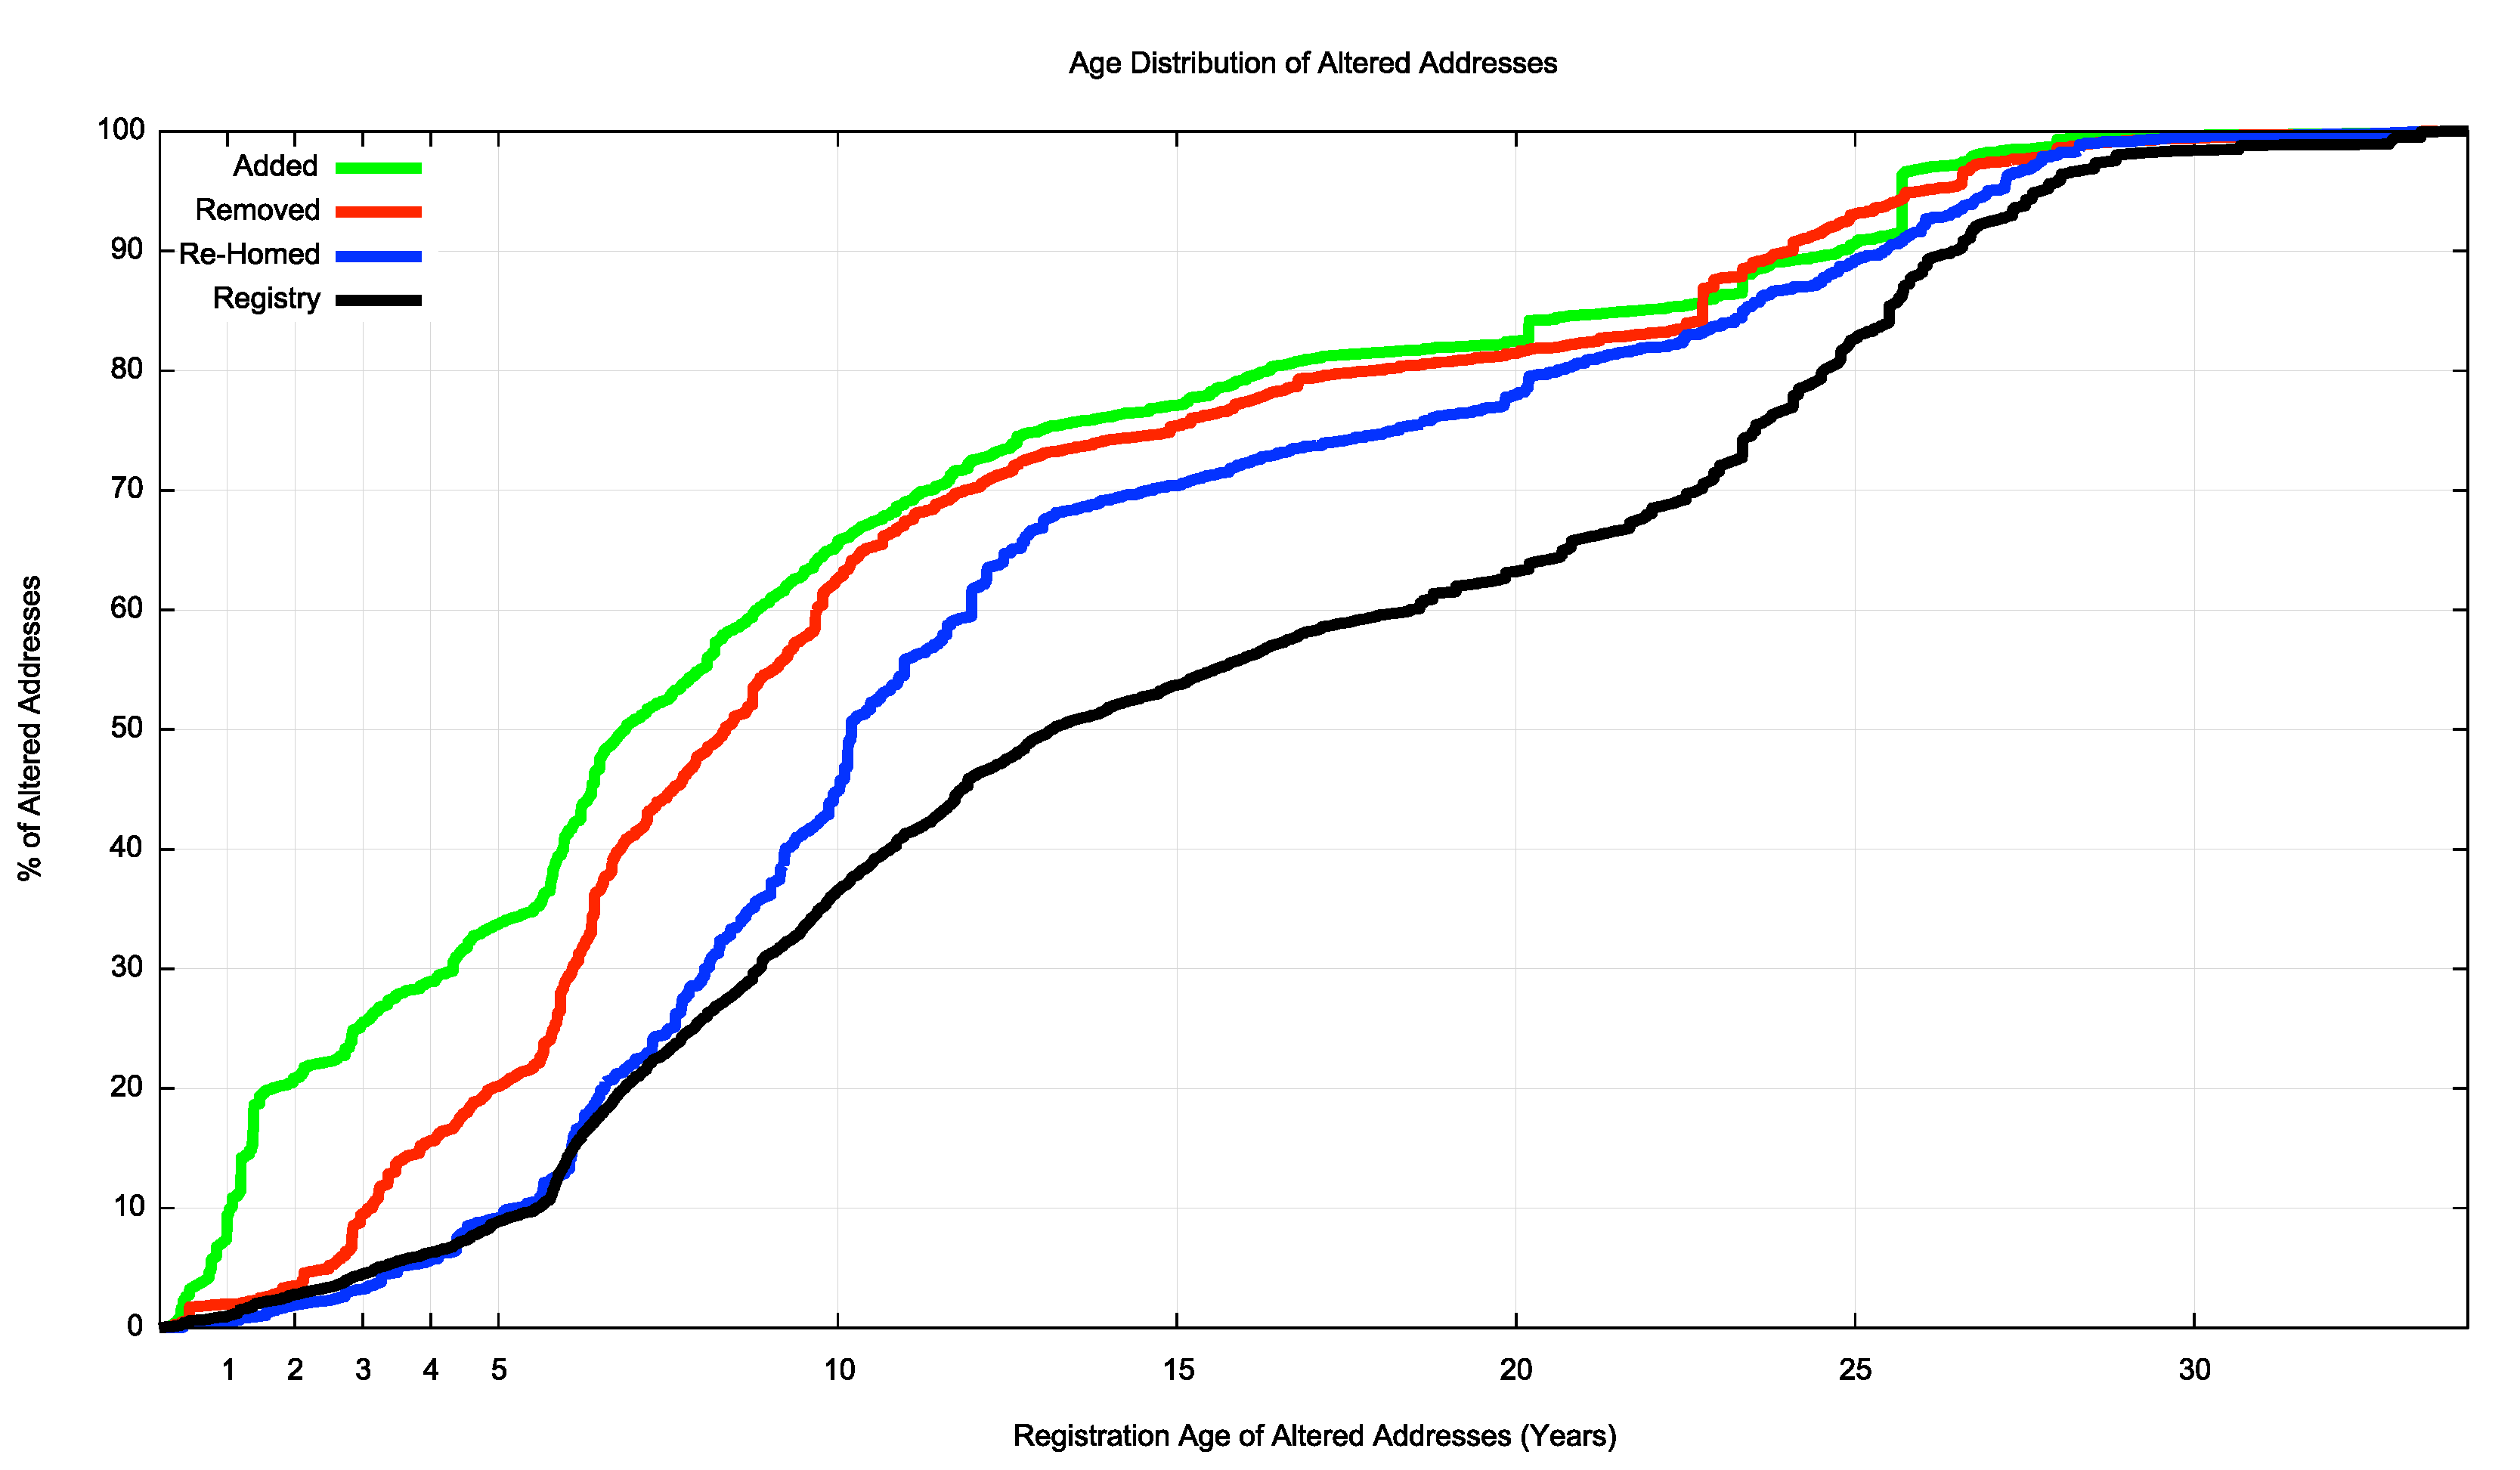 Age Distribution of Altered Addresses
100
90
80
70
60
50
40
30
20
10
0
Added
Removed
Re-Homed
Registry
% of Altered Addresses
1 2 3 4 5 10 15 20 25 30
Registration Age of Altered Addresses (Years)